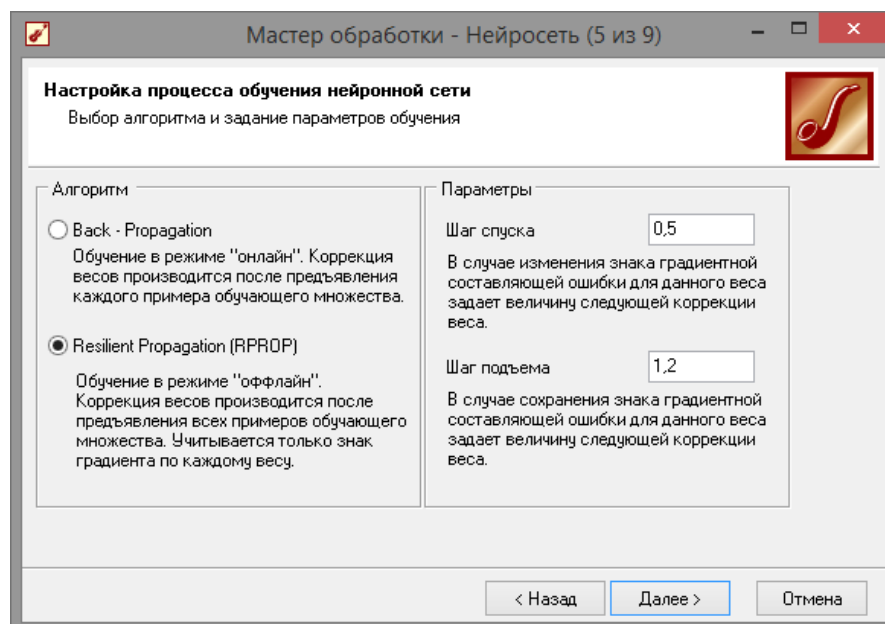 Мастер обработки - Нейросеть (5 из 9)
Настройка процесса обучения нейронной сети
Выбор алгоритма и задание параметров обучения
Алгоритм
Back - Propagation
Обучение в режиме "онлайн". Коррекция
весов производится после предъявления
каждого примера обучающего множества.
Resilient Propagation (RPROP)
Обучение в режиме "оффлайн".
Коррекция весов производится после
предъявления всех примеров обучающего
множества. Учитывается только знак
градиента по каждому весу.
Параметры
Шаг спуска 0,5
В случае изменения знака градиентной
составляющей ошибки для данного веса
задает величину следующей коррекции
веса.
Шаг подъема 1,2
В случае сохранения знака градиентной
составляющей ошибки для данного веса
задает величину следующей коррекции
веса.
< Назад Далее > Отмена